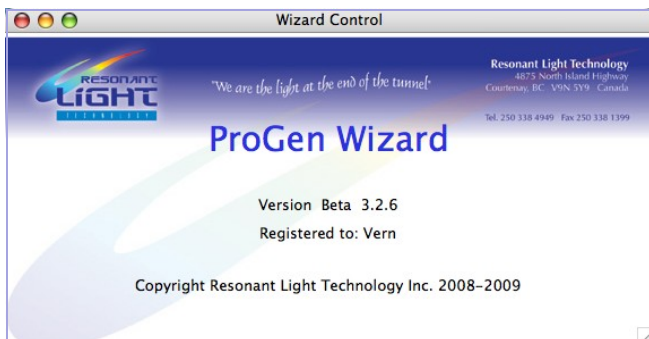 Wizard Control
RESONANT
LiGHT
TECHNOLOGY
"We are the light at the end of the tunnel"
Resonant Light Technology
4875 North Island Highway
Courtenay, BC V9N 5Y9 Canada
Tel. 250 338 4949 Fax 250 338 1399
ProGen Wizard
Version Beta 3.2.6
Registered to: Vern
Copyright Resonant Light Technology Inc. 2008-2009